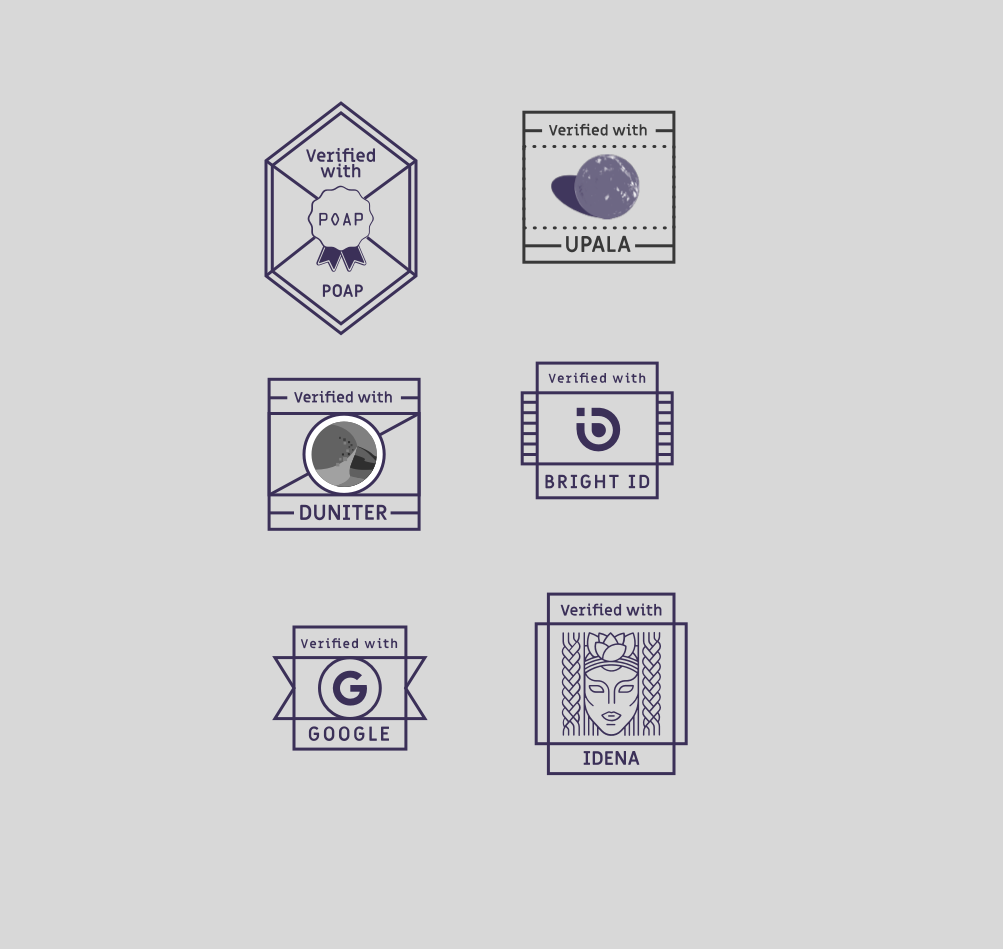 Verified
with
POAP
POAP
Verified with
UPALA
Verified with
DUNITER
Verified with
BRIGHT ID
Verified with
G
GOOGLE
Verified with
IDENA